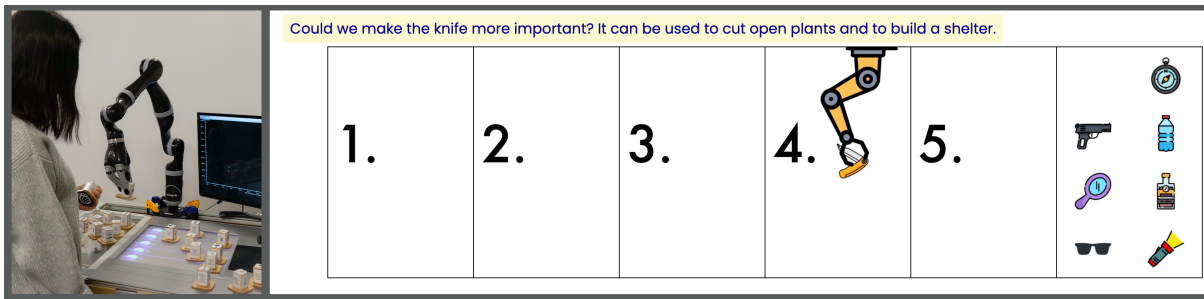 Could we make the knife more important? It can be used to cut open plants and to build a shelter.
1. 2. 3. 4. 5.